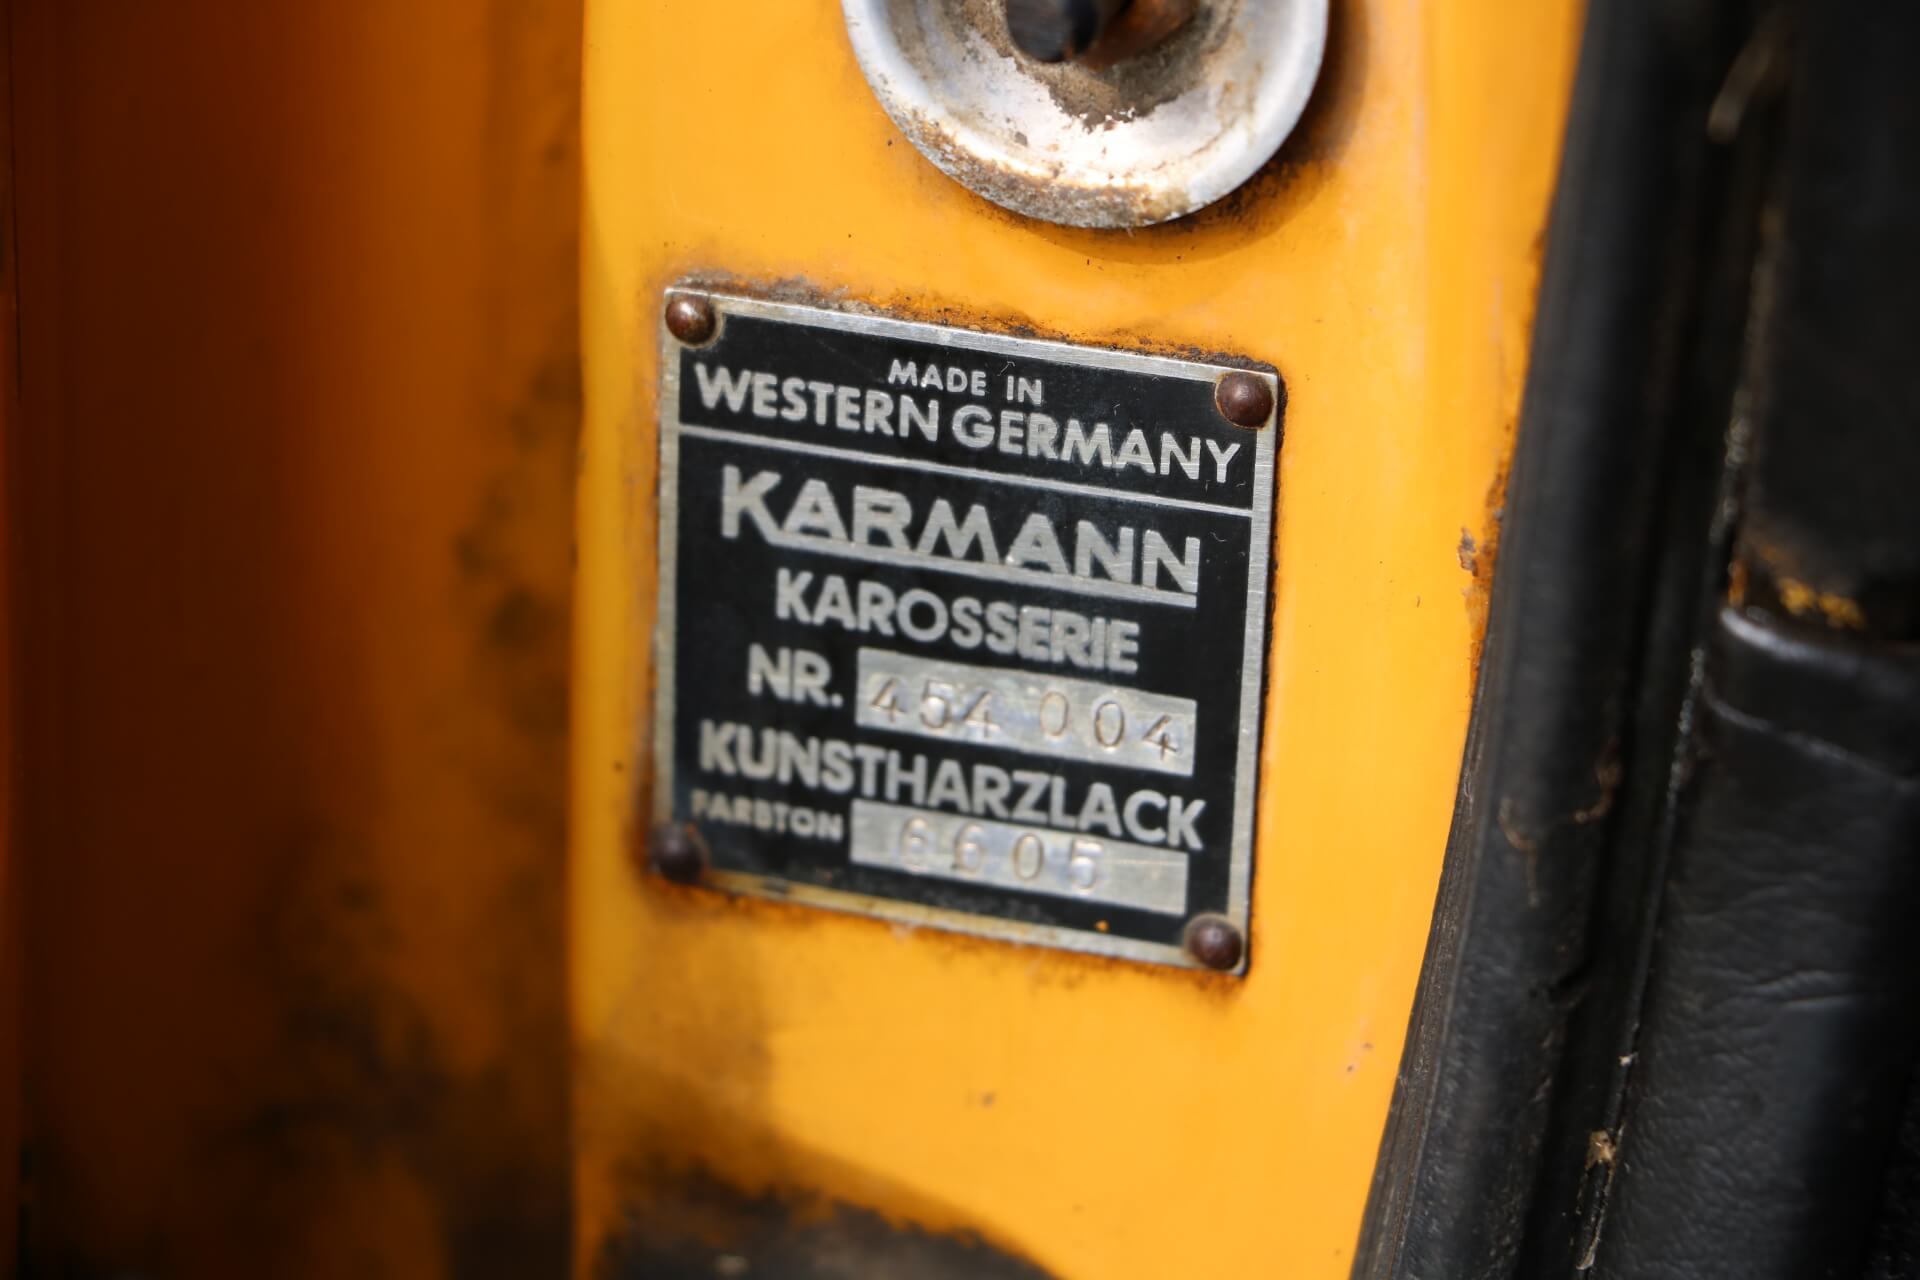 MADE IN
WESTERN GERMANY
KARMANN
KAROSSERIE
NR. 454 004
KUNSTHARZLACK
FARBTON 6605